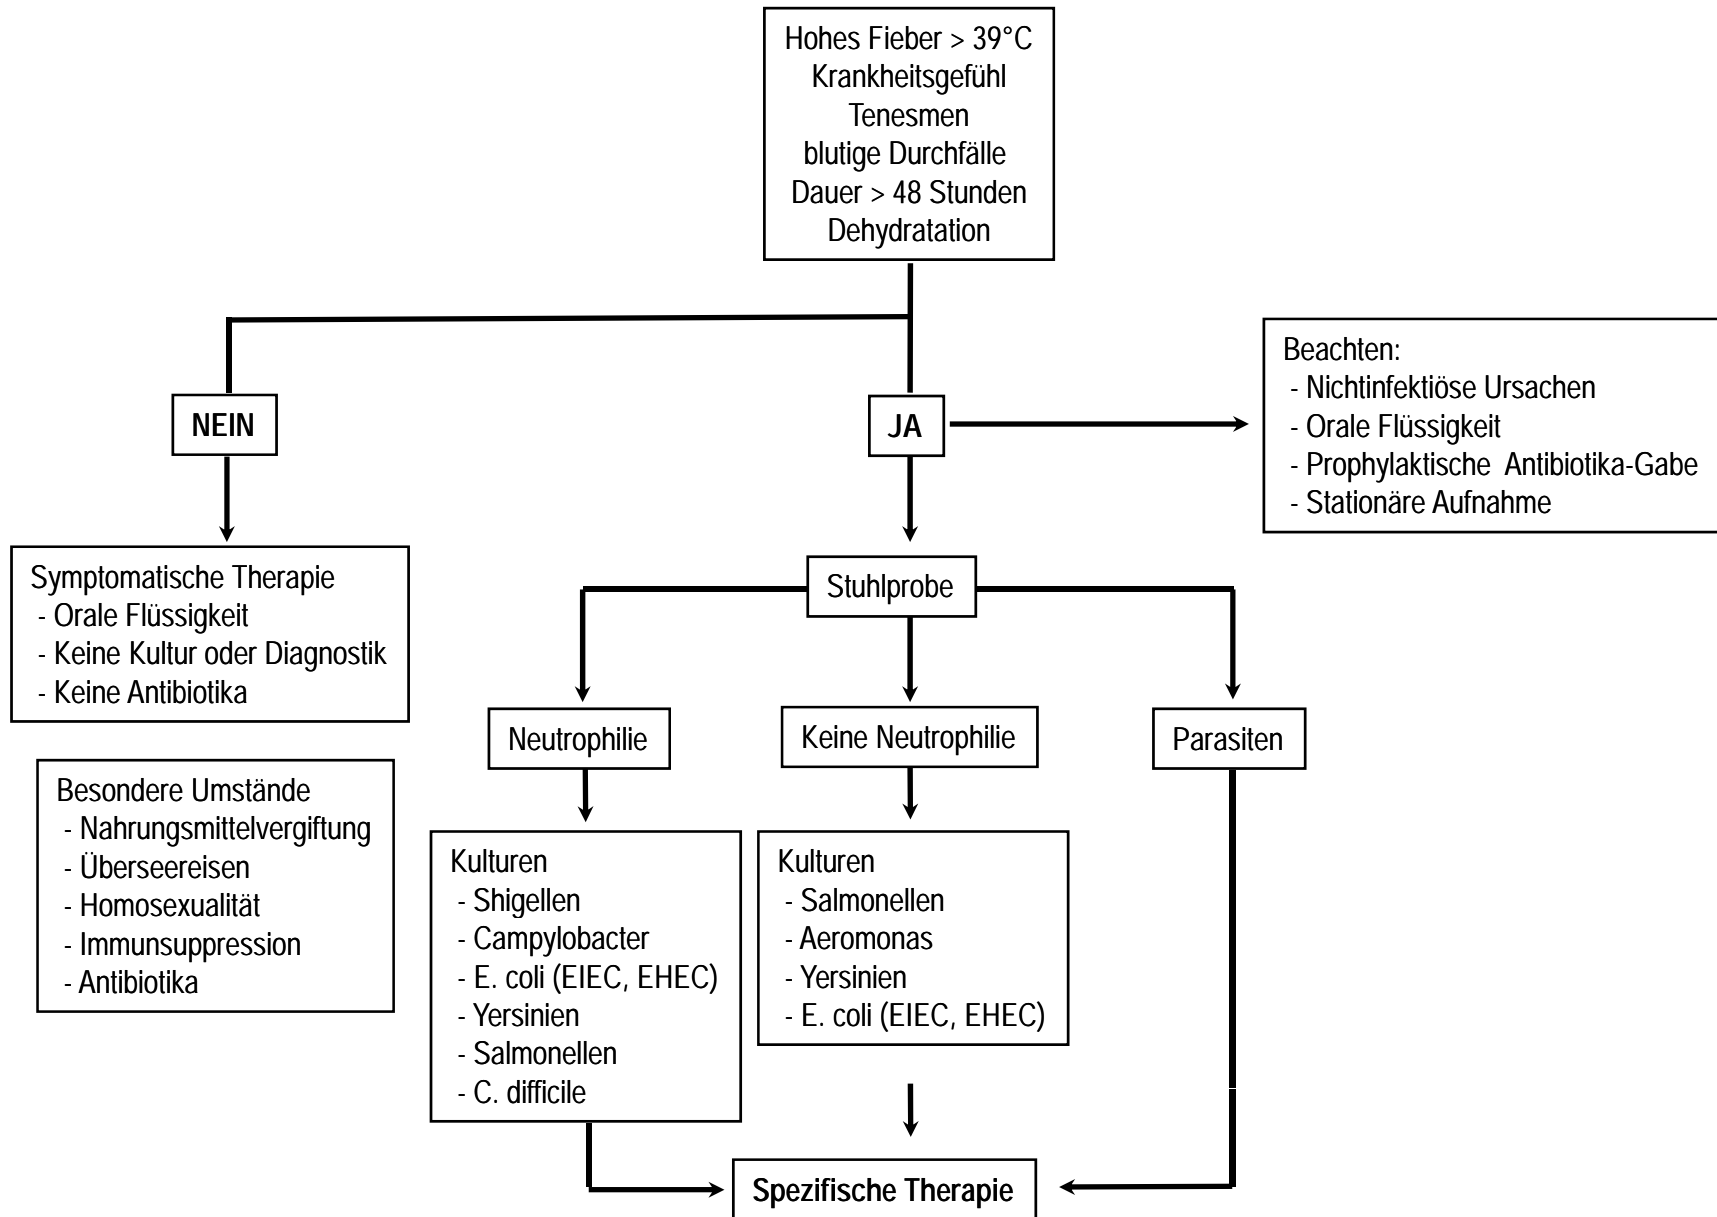 Hohes Fieber > 39°C
Krankheitsgefühl
Tenesmen
blutige Durchfälle
Dauer > 48 Stunden
Dehydratation
NEIN
JA
Beachten:
- Nichtinfektiöse Ursachen
- Orale Flüssigkeit
- Prophylaktische Antibiotika-Gabe
- Stationäre Aufnahme
Symptomatische Therapie
- Orale Flüssigkeit
- Keine Kultur oder Diagnostik
- Keine Antibiotika
Besondere Umstände
- Nahrungsmittelvergiftung
- Überseereisen
- Homosexualität
- Immunsuppression
- Antibiotika
Stuhlprobe
Neutrophilie
Keine Neutrophilie
Parasiten
Kulturen
- Shigellen
- Campylobacter
- E. coli (EIEC, EHEC)
- Yersinien
- Salmonellen
- C. difficile
Kulturen
- Salmonellen
- Aeromonas
- Yersinien
- E. coli (EIEC, EHEC)
Spezifische Therapie